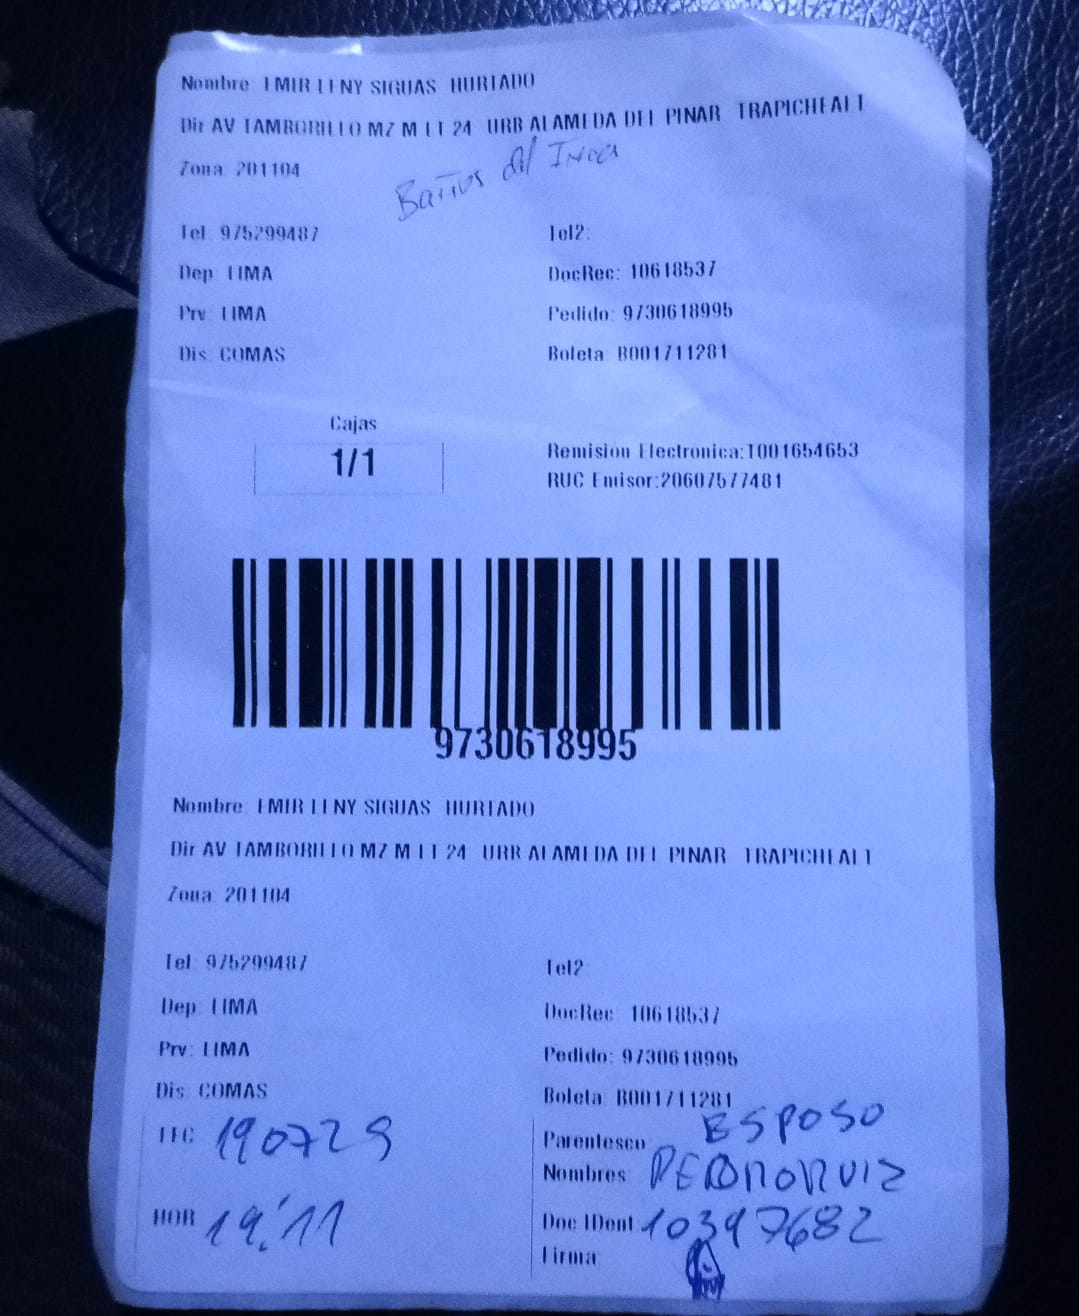 Nombre: EMIR LENY SIGUAS HURTADO
Dir AV TAMBORILLO MZ M LT 24 URB ALAMEDA DEL PINAR TRAPICHEALT
Baños del Inca
Zona: 201104
Tel: 975299487 Tel2:
Dep: LIMA DocRec: 10618537
Prv: LIMA Pedido: 9730618995
Dis: COMAS Boleta: B001711281
Cajas
1/1
Remision Electronica:T001654653
RUC Emisor:20607577481
9730618995
Nombre: EMIR LENY SIGUAS HURTADO
Dir AV TAMBORILLO MZ M LT 24 URB ALAMEDA DEL PINAR TRAPICHEALT
Zona: 201104
Tel: 975299487 Tel2:
Dep: LIMA DocRec: 10618537
Prv: LIMA Pedido: 9730618995
Dis: COMAS Boleta: B001711281
FEC 190729 Parentesco: ESPOSO
Nombres: PEDRO RUIZ
HOR 19:11 Doc IDent 10397682
Firma: